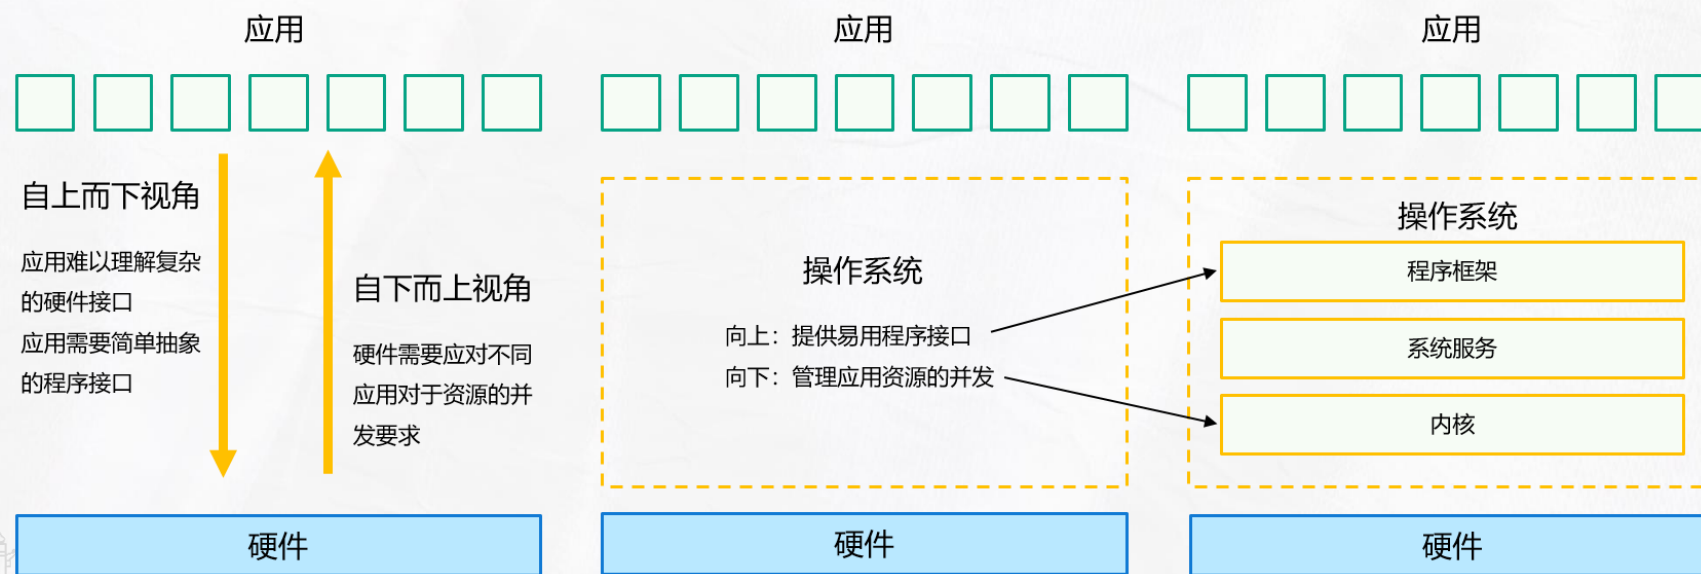 应用
自上而下视角
应用难以理解复杂
的硬件接口
应用需要简单抽象
的程序接口
自下而上视角
硬件需要应对不同
应用对于资源的并
发要求
硬件
应用
操作系统
向上：提供易用程序接口
向下：管理应用资源的并发
硬件
应用
操作系统
程序框架
系统服务
内核
硬件